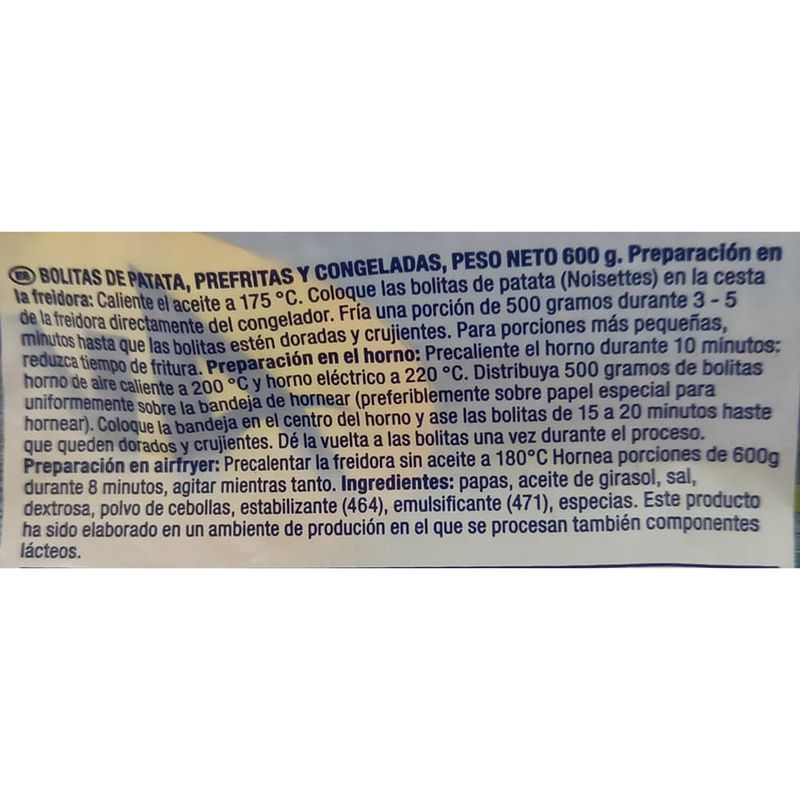 ES BOLITAS DE PATATA, PREFRITAS Y CONGELADAS, PESO NETO 600 g. Preparación en
la freidora: Caliente el aceite a 175 °C. Coloque las bolitas de patata (Noisettes) en la cesta
de la freidora directamente del congelador. Fría una porción de 500 gramos durante 3 - 5
minutos hasta que las bolitas estén doradas y crujientes. Para porciones más pequeñas,
reduzca tiempo de fritura. Preparación en el horno: Precaliente el horno durante 10 minutos:
horno de aire caliente a 200 °C y horno eléctrico a 220 °C. Distribuya 500 gramos de bolitas
uniformemente sobre la bandeja de hornear (preferiblemente sobre papel especial para
hornear). Coloque la bandeja en el centro del horno y ase las bolitas de 15 a 20 minutos haste
que queden dorados y crujientes. Dé la vuelta a las bolitas una vez durante el proceso.
Preparación en airfryer: Precalentar la freidora sin aceite a 180°C Hornea porciones de 600g
durante 8 minutos, agitar mientras tanto. Ingredientes: papas, aceite de girasol, sal,
dextrosa, polvo de cebollas, estabilizante (464), emulsificante (471), especias. Este producto
ha sido elaborado en un ambiente de produción en el que se procesan también componentes
lácteos.